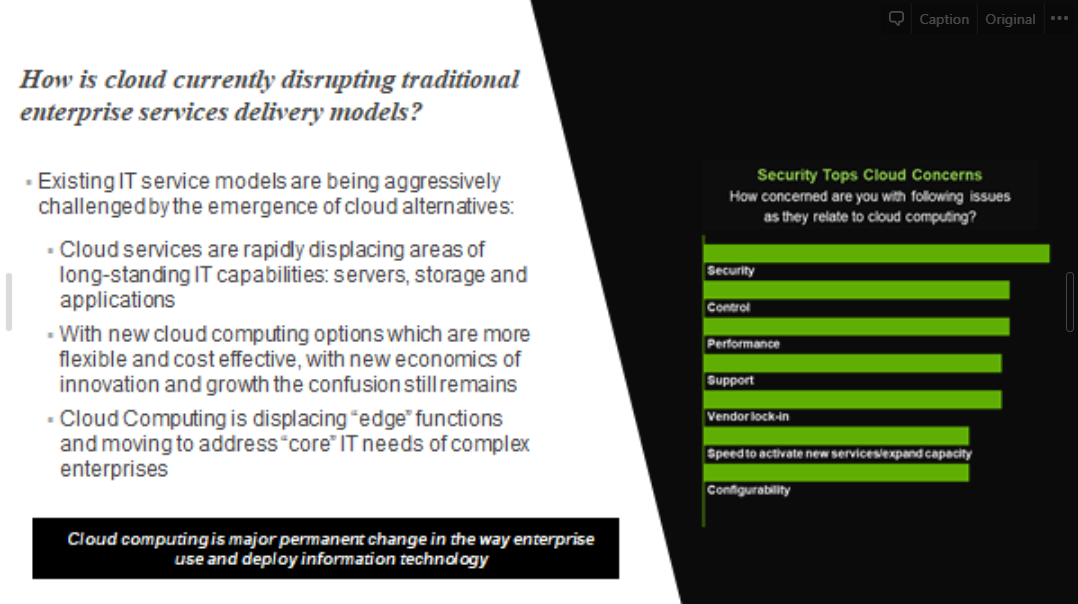 Caption
Original
How is cloud currently disrupting traditional
enterprise services delivery models?
Existing IT service models are being aggressively
challenged by the emergence of cloud alternatives:
Cloud services are rapidly displacing areas of
long-standing IT capabilities: servers, storage and
applications
With new cloud computing options which are more
flexible and cost effective, with new economics of
innovation and growth the confusion still remains
Cloud Computing is displacing “edge” functions
and moving to address “core” IT needs of complex
enterprises
Cloud computing is major permanent change in the way enterprise
use and deploy information technology
Security Tops Cloud Concerns
How concerned are you with following issues
as they relate to cloud computing?
Security
Control
Performance
Support
Vendor lock-in
Speed to activate new services/expand capacity
Configurability